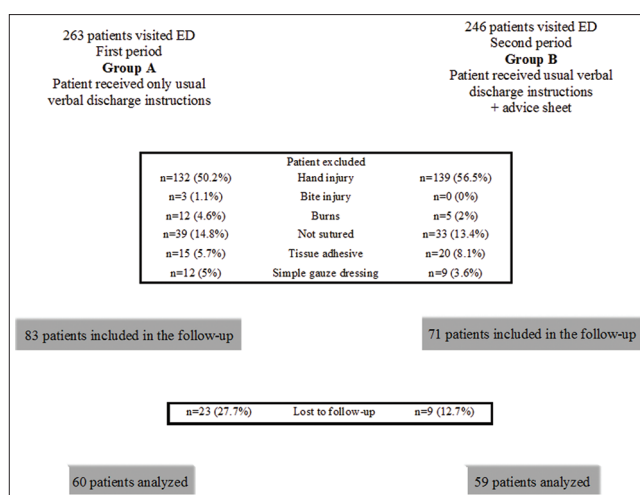 263 patients visited ED
First period
Group A
Patient received only usual
verbal discharge instructions
246 patients visited ED
Second period
Group B
Patient received usual verbal
discharge instructions
+ advice sheet
Patient excluded
n=132 (50.2%) Hand injury n=139 (56.5%)
n=3 (1.1%) Bite injury n=0 (0%)
n=12 (4.6%) Burns n=5 (2%)
n=39 (14.8%) Not sutured n=33 (13.4%)
n=15 (5.7%) Tissue adhesive n=20 (8.1%)
n=12 (5%) Simple gauze dressing n=9 (3.6%)
83 patients included in the follow-up
71 patients included in the follow-up
n=23 (27.7%) Lost to follow-up n=9 (12.7%)
60 patients analyzed
59 patients analyzed